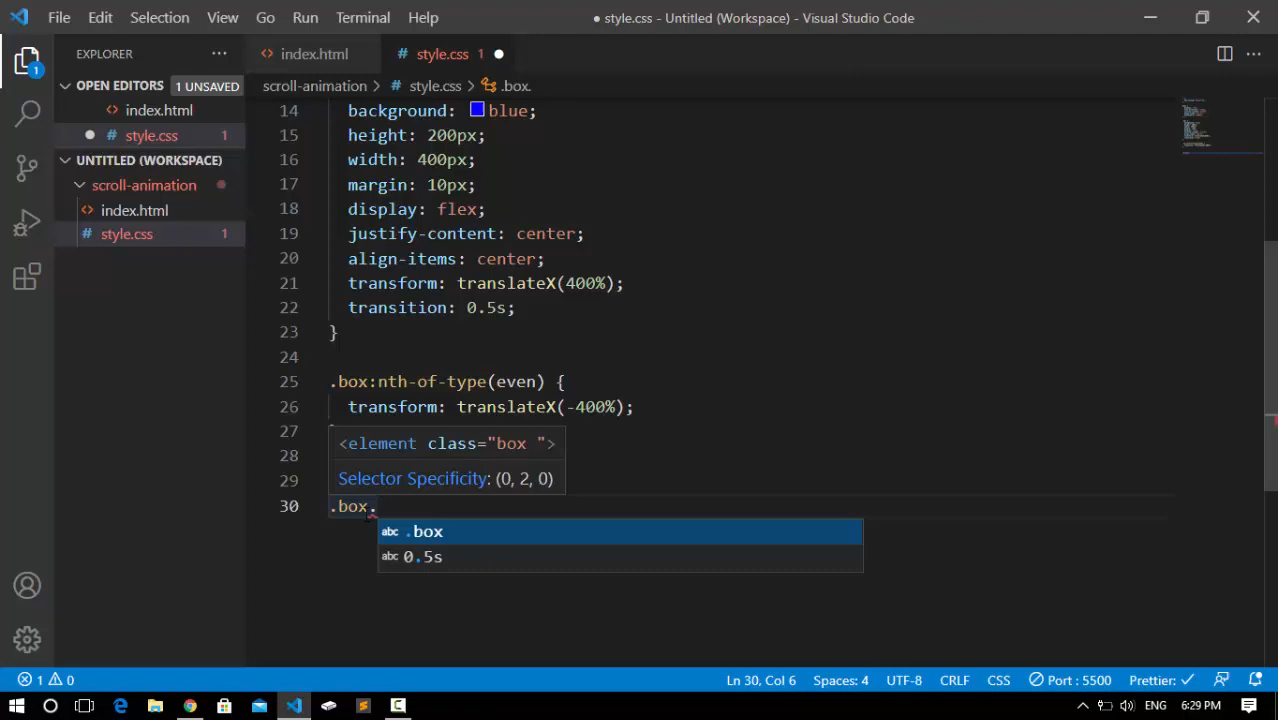 File Edit Selection View Go Run Terminal Help ● style.css - Untitled (Workspace) - Visual Studio Code
EXPLORER ··· index.html style.css 1 ●
OPEN EDITORS 1 UNSAVED scroll-animation > # style.css > .box.
index.html
● # style.css 1
UNTITLED (WORKSPACE)
scroll-animation
index.html
# style.css 1
14 background: blue;
15 height: 200px;
16 width: 400px;
17 margin: 10px;
18 display: flex;
19 justify-content: center;
20 align-items: center;
21 transform: translateX(400%);
22 transition: 0.5s;
23 }
24
25 .box:nth-of-type(even) {
26 transform: translateX(-400%);
27
28 <element class="box ">
29 Selector Specificity: (0, 2, 0)
30 .box.
abc .box
abc 0.5s
1
1 0 Ln 30, Col 6 Spaces: 4 UTF-8 CRLF CSS Port : 5500 Prettier: ✓
ENG 6:29 PM